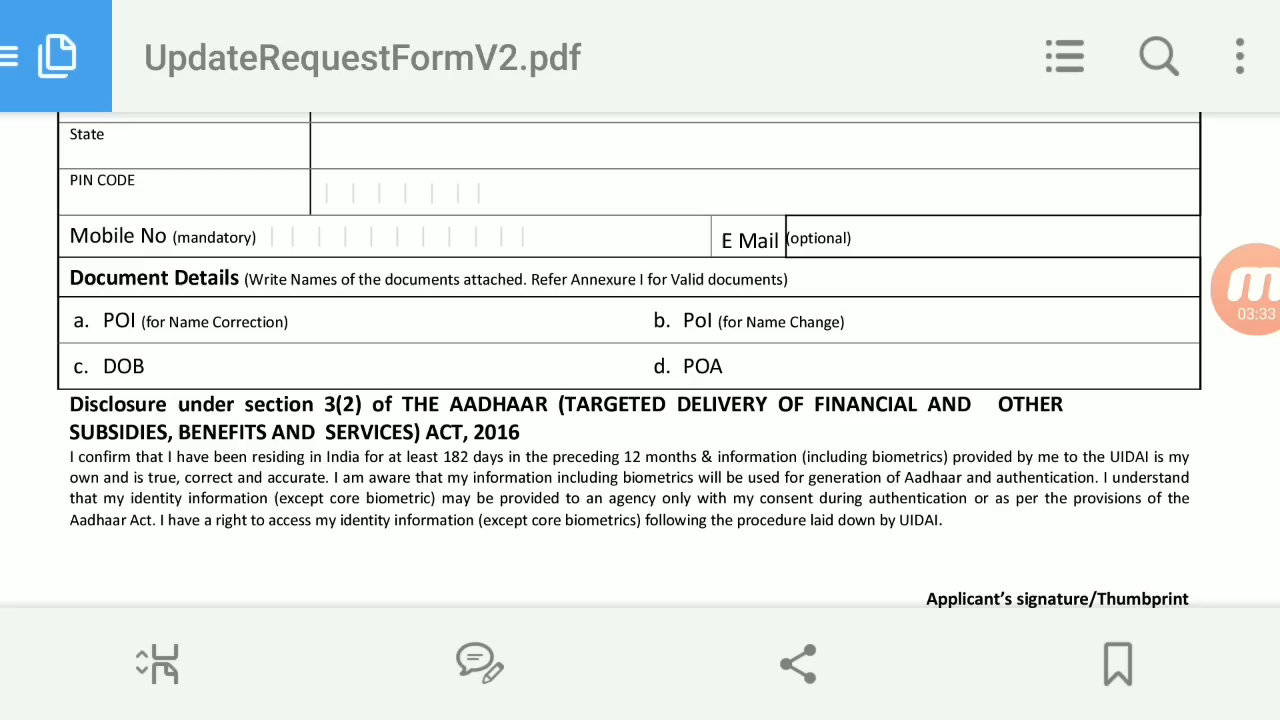 UpdateRequestFormV2.pdf
State
PIN CODE
Mobile No (mandatory) E Mail (optional)
Document Details (Write Names of the documents attached. Refer Annexure I for Valid documents)
a. POI (for Name Correction) b. PoI (for Name Change)
c. DOB d. POA
Disclosure under section 3(2) of THE AADHAAR (TARGETED DELIVERY OF FINANCIAL AND OTHER
SUBSIDIES, BENEFITS AND SERVICES) ACT, 2016
I confirm that I have been residing in India for at least 182 days in the preceding 12 months & information (including biometrics) provided by me to the UIDAI is my
own and is true, correct and accurate. I am aware that my information including biometrics will be used for generation of Aadhaar and authentication. I understand
that my identity information (except core biometric) may be provided to an agency only with my consent during authentication or as per the provisions of the
Aadhaar Act. I have a right to access my identity information (except core biometrics) following the procedure laid down by UIDAI.
Applicant's signature/Thumbprint
03:33